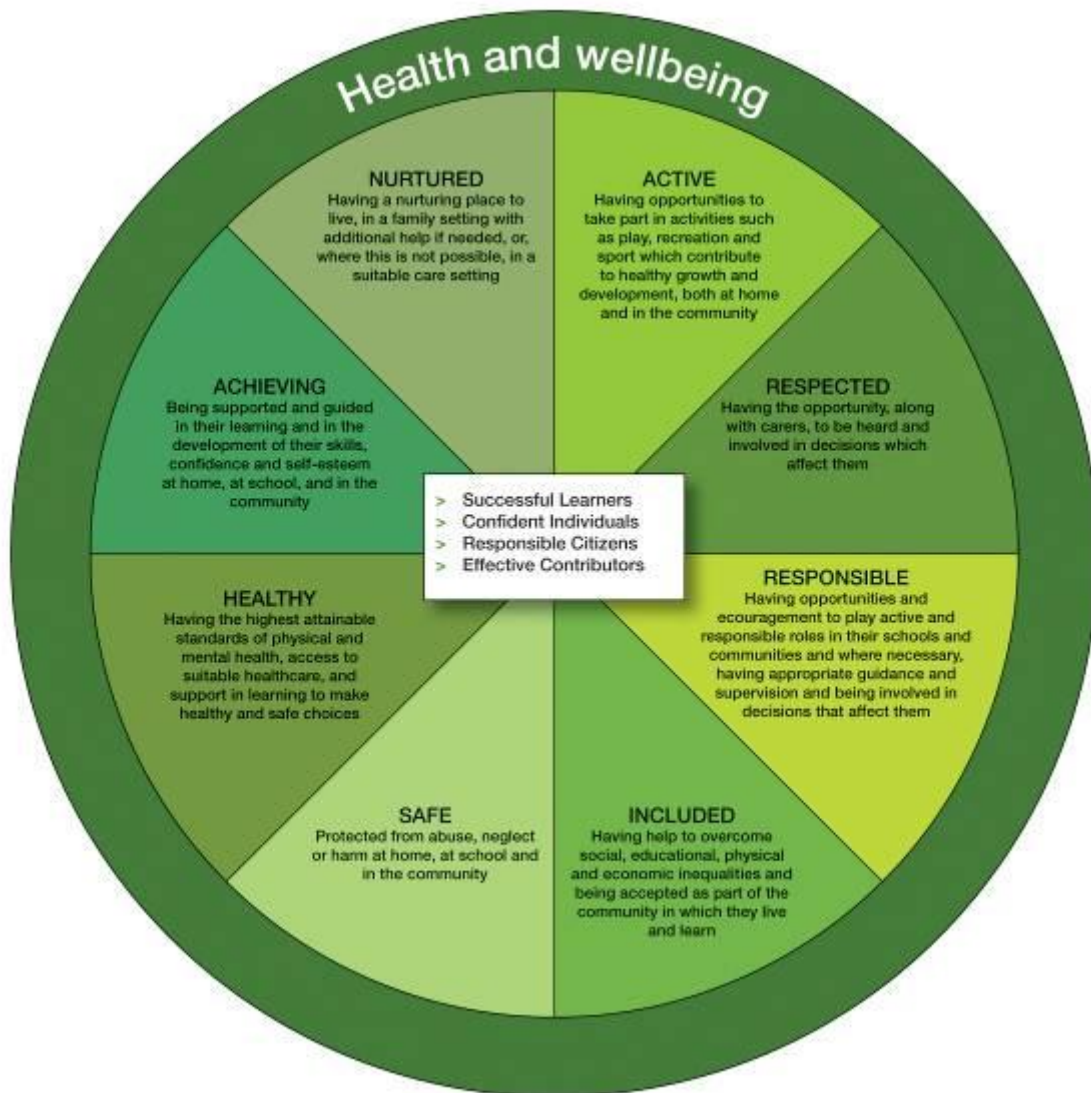 Health and wellbeing
NURTURED
Having a nurturing place to
live, in a family setting with
additional help if needed, or,
where this is not possible, in a
suitable care setting
ACTIVE
Having opportunities to
take part in activities such
as play, recreation and
sport which contribute
to healthy growth and
development, both at home
and in the community
ACHIEVING
Being supported and guided
in their learning and in the
development of their skills,
confidence and self-esteem
at home, at school, and in the
community
RESPECTED
Having the opportunity, along
with carers, to be heard and
involved in decisions which
affect them
> Successful Learners
> Confident Individuals
> Responsible Citizens
> Effective Contributors
HEALTHY
Having the highest attainable
standards of physical and
mental health, access to
suitable healthcare, and
support in learning to make
healthy and safe choices
RESPONSIBLE
Having opportunities and
ecouragement to play active and
responsible roles in their schools and
communities and where necessary,
having appropriate guidance and
supervision and being involved in
decisions that affect them
SAFE
Protected from abuse, neglect
or harm at home, at school and
in the community
INCLUDED
Having help to overcome
social, educational, physical
and economic inequalities and
being accepted as part of the
community in which they live
and learn